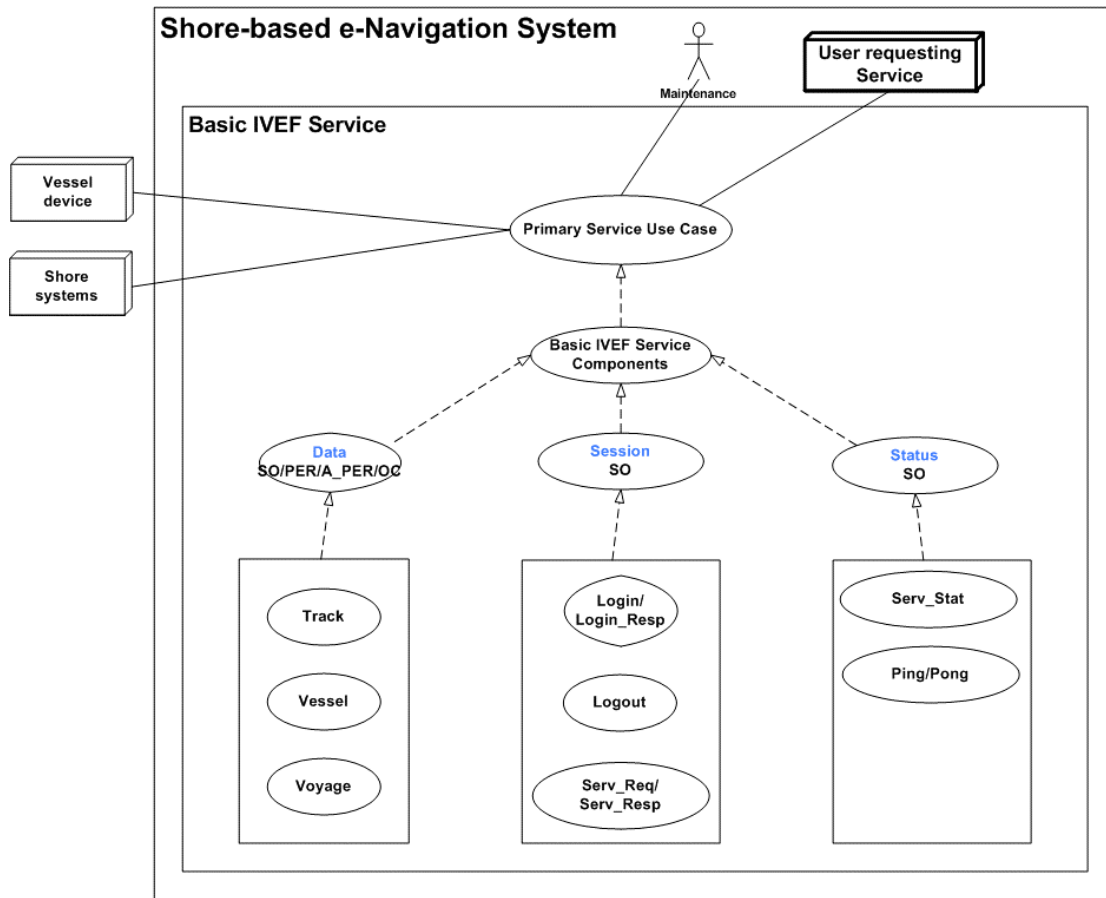 Shore-based e-Navigation System
User requesting
Service
Maintenance
Basic IVEF Service
Vessel
device
Primary Service Use Case
Shore
systems
Basic IVEF Service
Components
Data
SO/PER/A_PER/OC
Session
SO
Status
SO
Track
Vessel
Voyage
Login/
Login_Resp
Logout
Serv_Req/
Serv_Resp
Serv_Stat
Ping/Pong